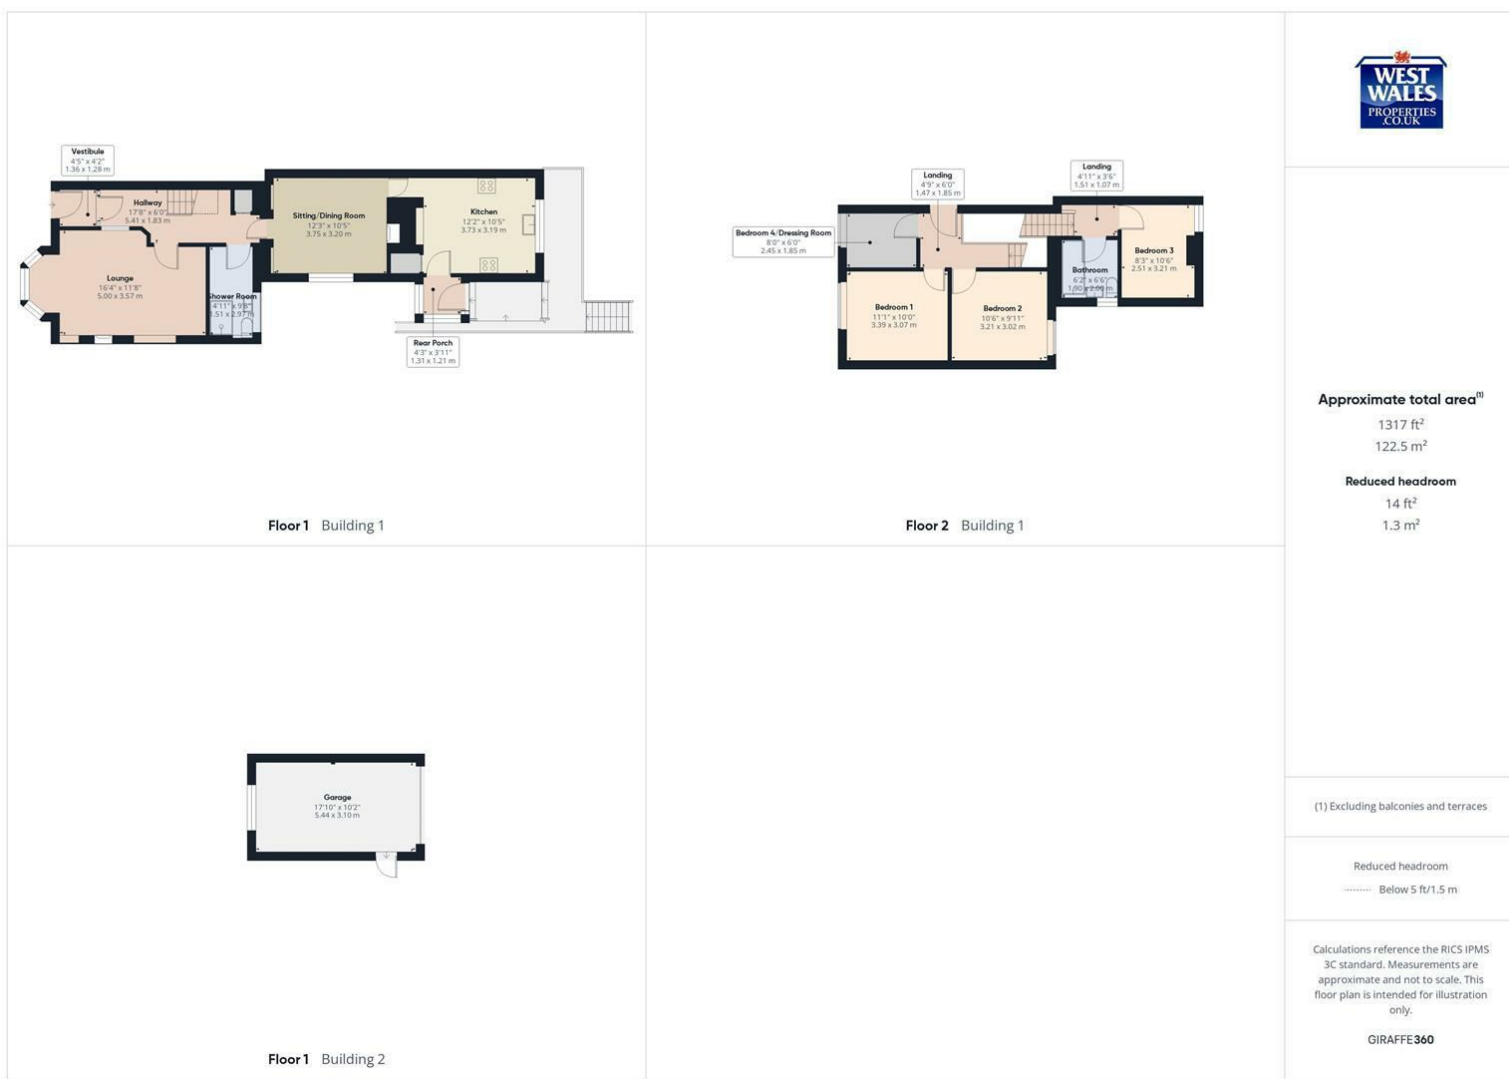 Vestibule
4'5" x 4'2"
1.36 x 1.28 m
Hallway
17'8" x 6'0"
5.41 x 1.83 m
Lounge
16'4" x 11'8"
5.00 x 3.57 m
Shower Room
4'11" x 9'8"
1.51 x 2.97 m
Sitting/Dining Room
12'3" x 10'5"
3.75 x 3.20 m
Kitchen
12'2" x 10'5"
3.73 x 3.19 m
Rear Porch
4'3" x 3'11"
1.31 x 1.21 m
Floor 1 Building 1
Landing
4'9" x 6'0"
1.47 x 1.85 m
Landing
4'11" x 3'6"
1.51 x 1.07 m
Bedroom 4/Dressing Room
8'0" x 6'0"
2.45 x 1.85 m
Bedroom 3
8'3" x 10'6"
2.51 x 3.21 m
Bathroom
6'2" x 6'6"
1.90 x 2.00 m
Bedroom 1
11'1" x 10'0"
3.39 x 3.07 m
Bedroom 2
10'6" x 9'11"
3.21 x 3.02 m
Floor 2 Building 1
Garage
17'10" x 10'2"
5.44 x 3.10 m
Floor 1 Building 2
WEST
WALES
PROPERTIES
.CO.UK
Approximate total area(1)
1317 ft²
122.5 m²
Reduced headroom
14 ft²
1.3 m²
(1) Excluding balconies and terraces
Reduced headroom
Below 5 ft/1.5 m
Calculations reference the RICS IPMS
3C standard. Measurements are
approximate and not to scale. This
floor plan is intended for illustration
only.
GIRAFFE360